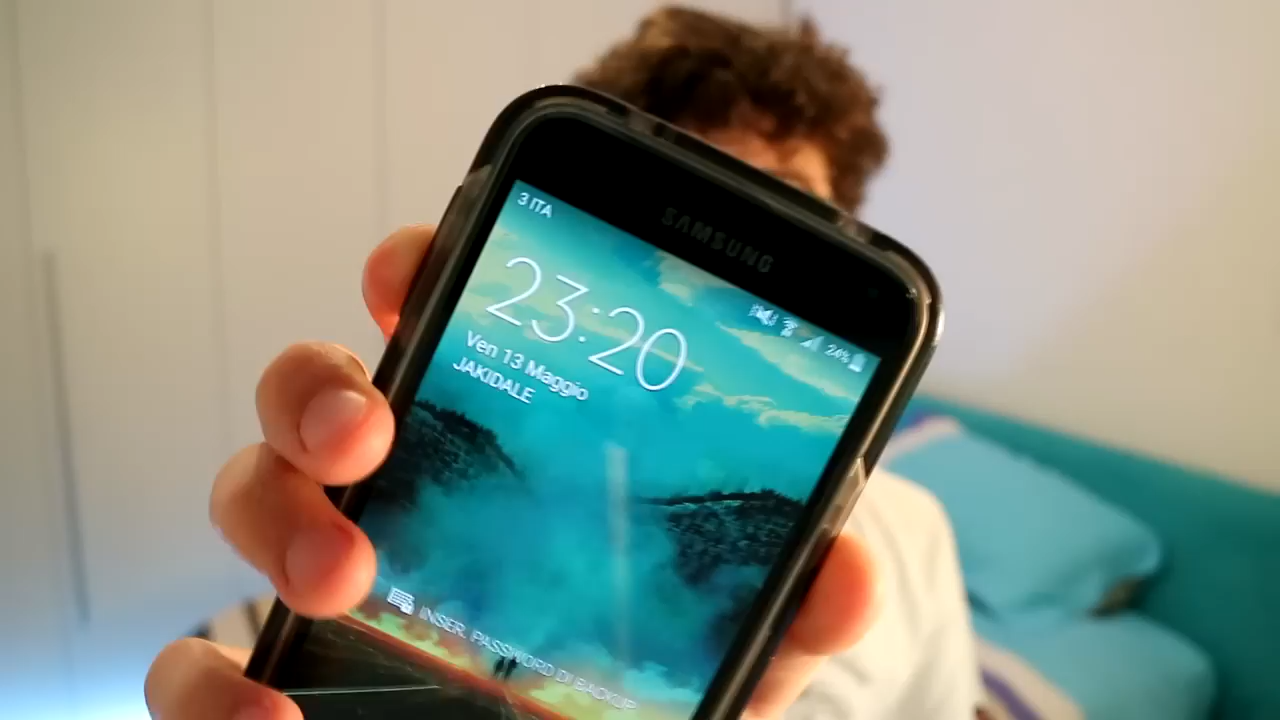 SAMSUNG
3 ITA
24%
23:20
Ven 13 Maggio
JAKIDALE
INSER. PASSWORD DI BACKUP